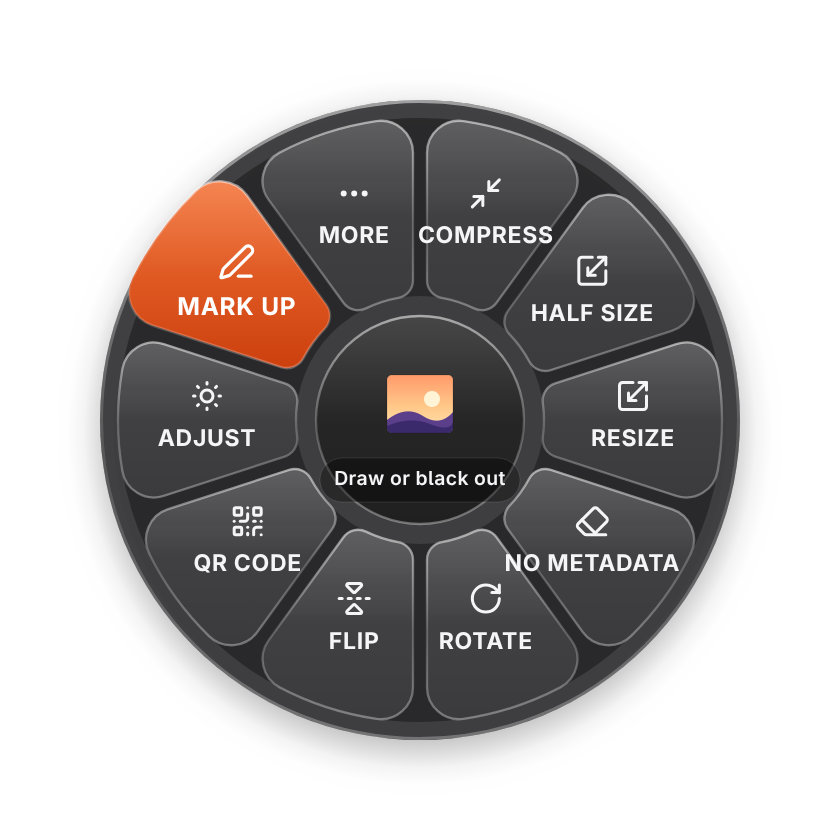 MORE
COMPRESS
MARK UP
HALF SIZE
ADJUST
RESIZE
Draw or black out
QR CODE
NO METADATA
FLIP
ROTATE